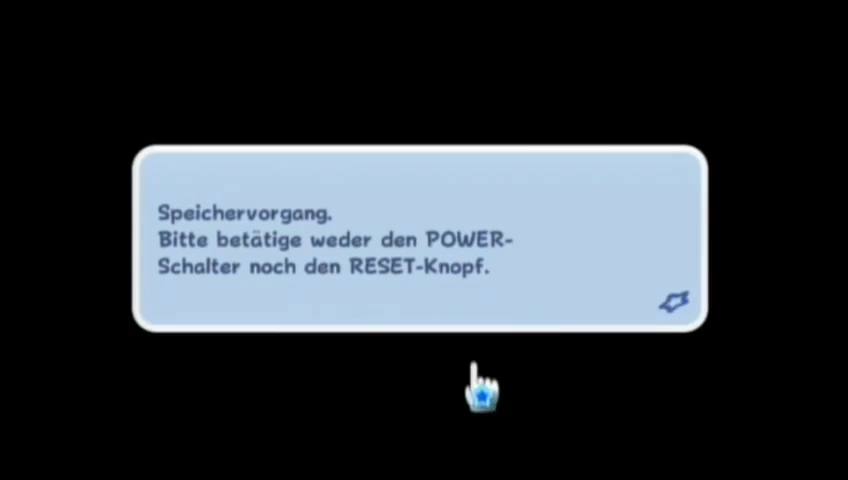 Speichervorgang.
Bitte betätige weder den POWER-
Schalter noch den RESET-Knopf.